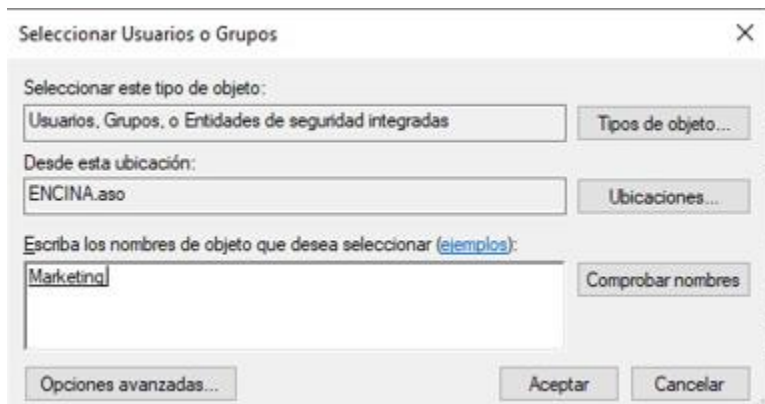 Seleccionar Usuarios o Grupos
Seleccionar este tipo de objeto:
Usuarios, Grupos, o Entidades de seguridad integradas
Tipos de objeto...
Desde esta ubicación:
ENCINA.aso
Ubicaciones...
Escriba los nombres de objeto que desea seleccionar (ejemplos):
Marketing
Comprobar nombres
Opciones avanzadas...
Aceptar
Cancelar